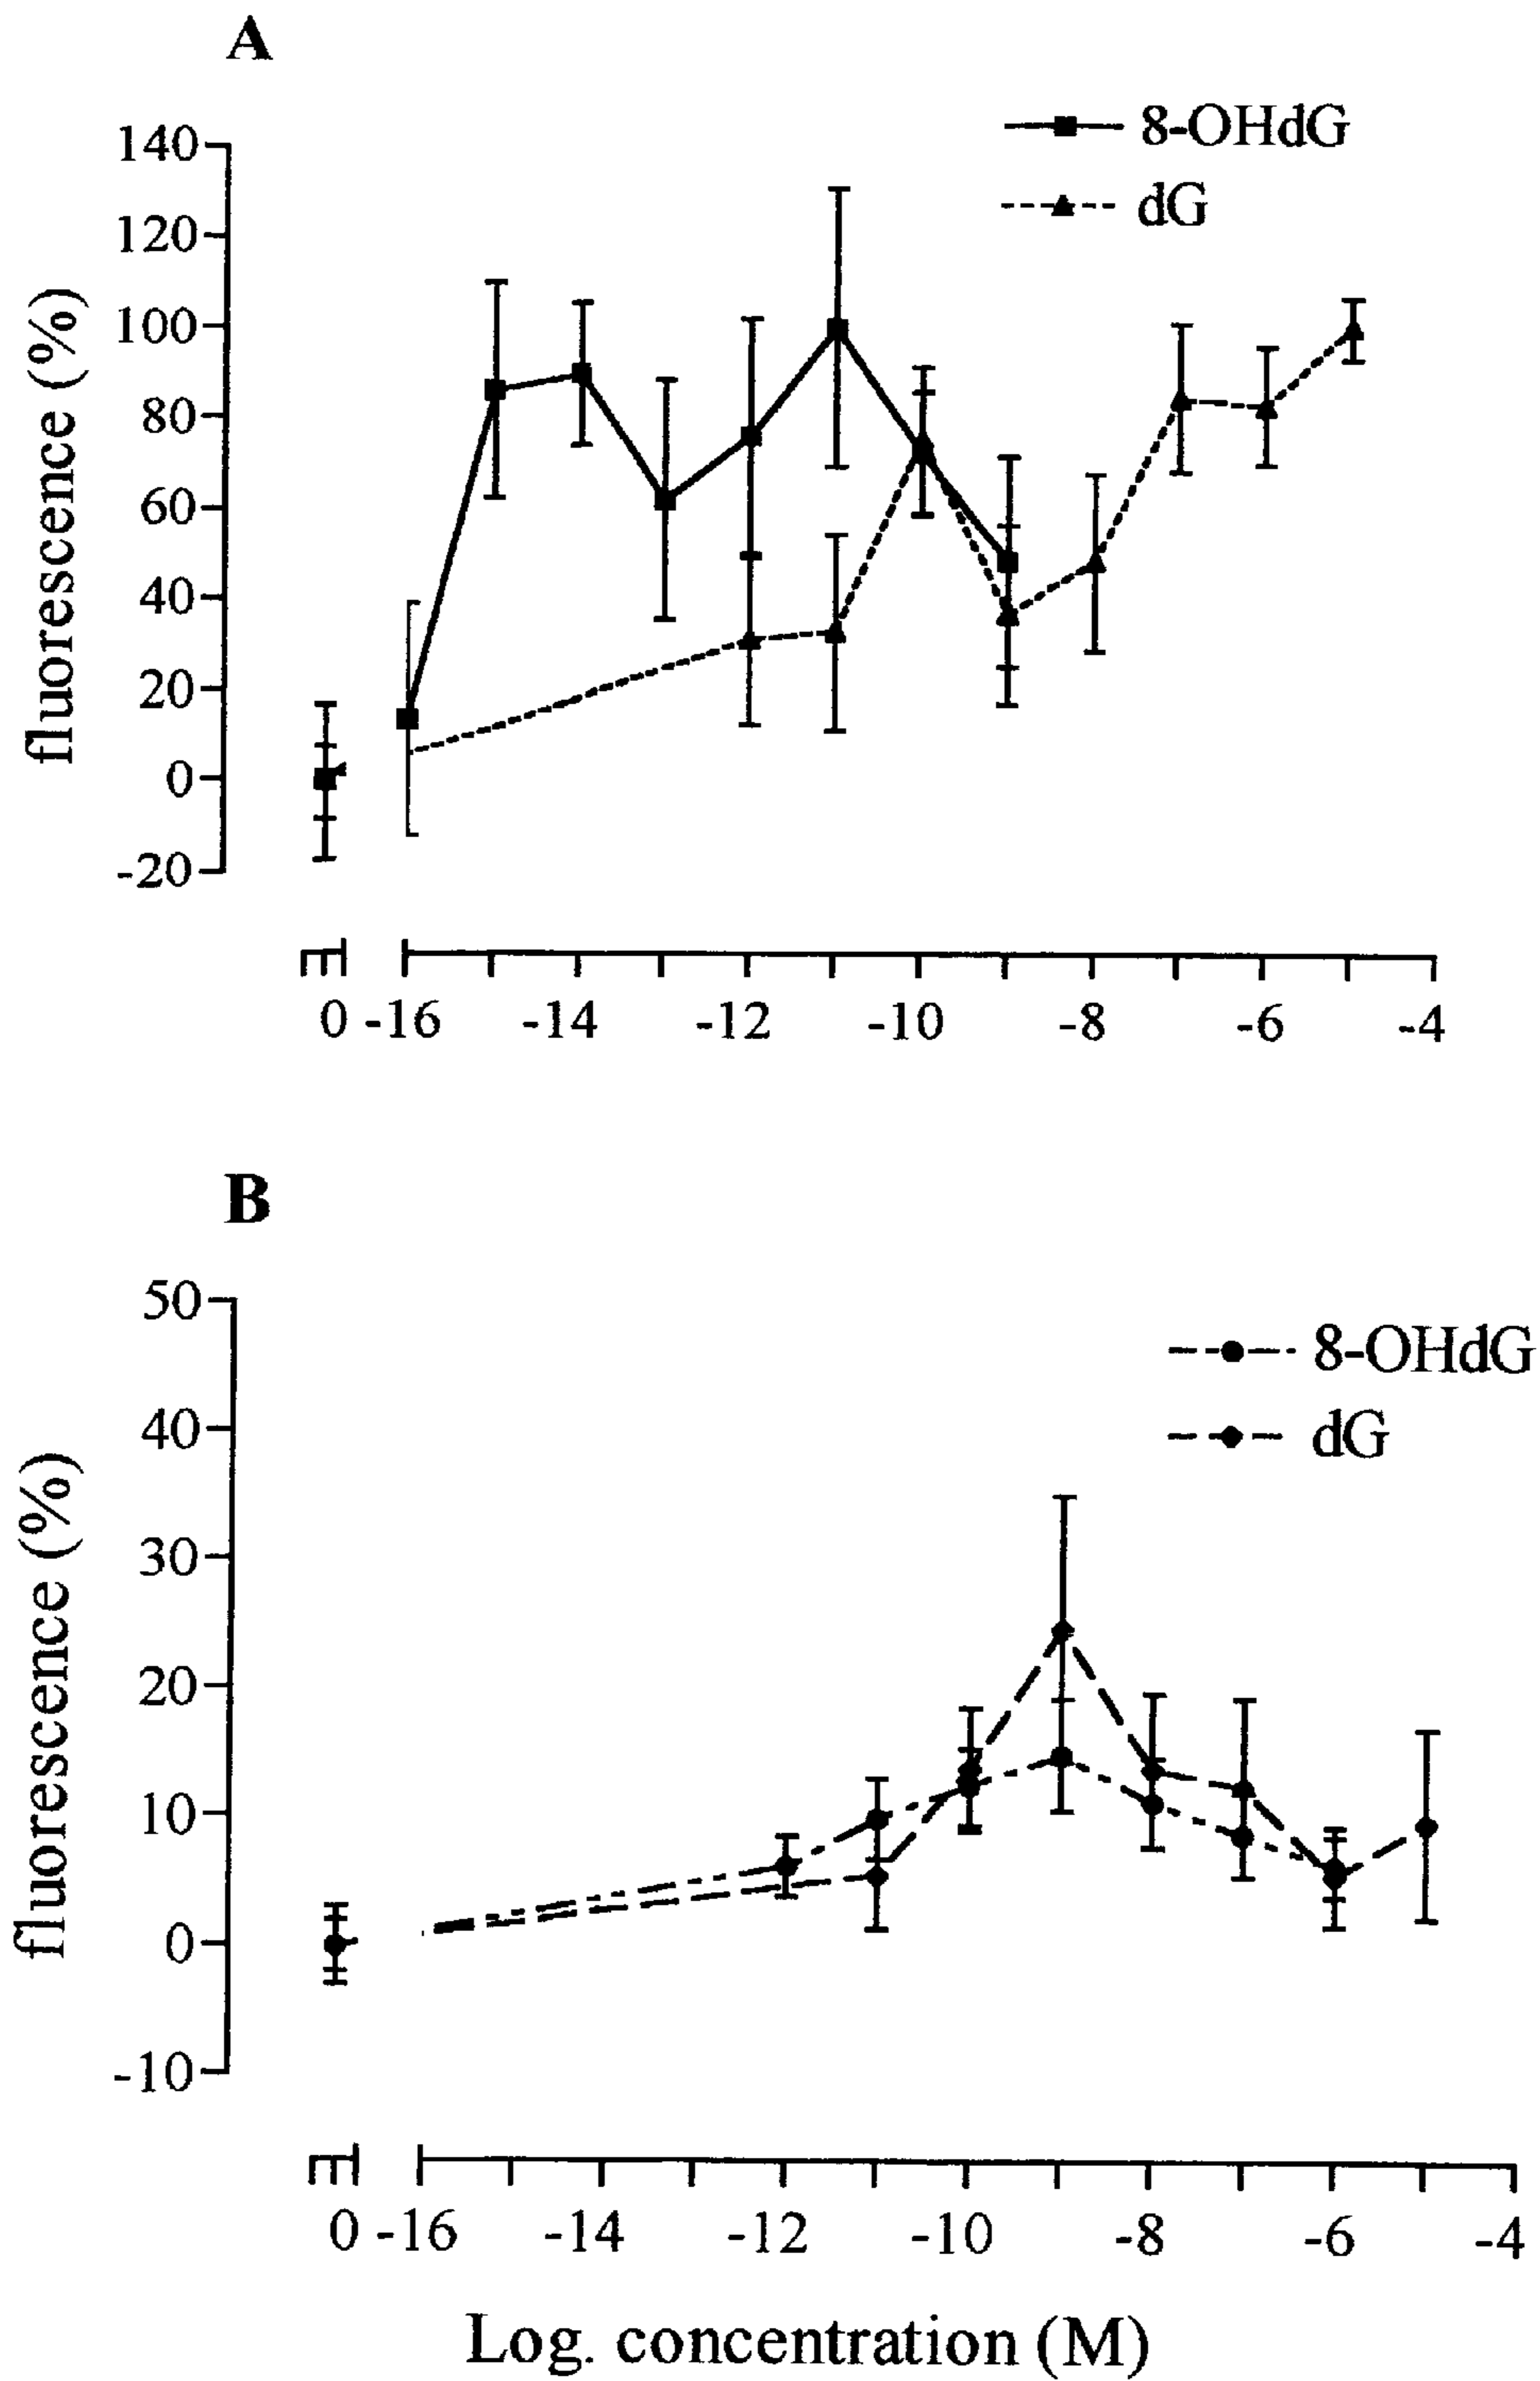 A
8-OHdG
dG
140
120
100
80
60
40
20
0
-20
fluorescence (%)
0 -16 -14 -12 -10 -8 -6 -4
B
8-OHdG
dG
50
40
30
20
10
0
-10
fluorescence (%)
0 -16 -14 -12 -10 -8 -6 -4
Log. concentration (M)